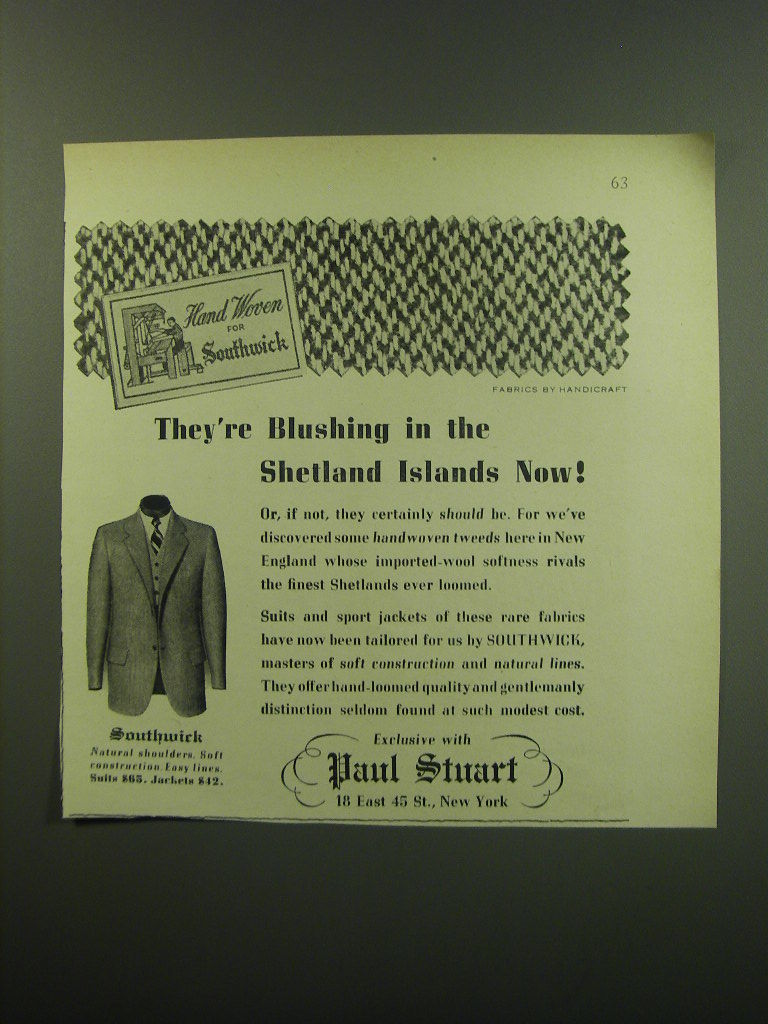 63
Hand Woven
FOR
Southwick
FABRICS BY HANDICRAFT
They're Blushing in the
Shetland Islands Now!
Or, if not, they certainly should be. For we've
discovered some handwoven tweeds here in New
England whose imported-wool softness rivals
the finest Shetlands ever loomed.
Suits and sport jackets of these rare fabrics
have now been tailored for us by SOUTHWICK,
masters of soft construction and natural lines.
They offer hand-loomed quality and gentlemanly
distinction seldom found at such modest cost.
Southwick
Natural shoulders. Soft
construction. Easy lines.
Suits $65. Jackets $42.
Exclusive with
Paul Stuart
18 East 45 St., New York